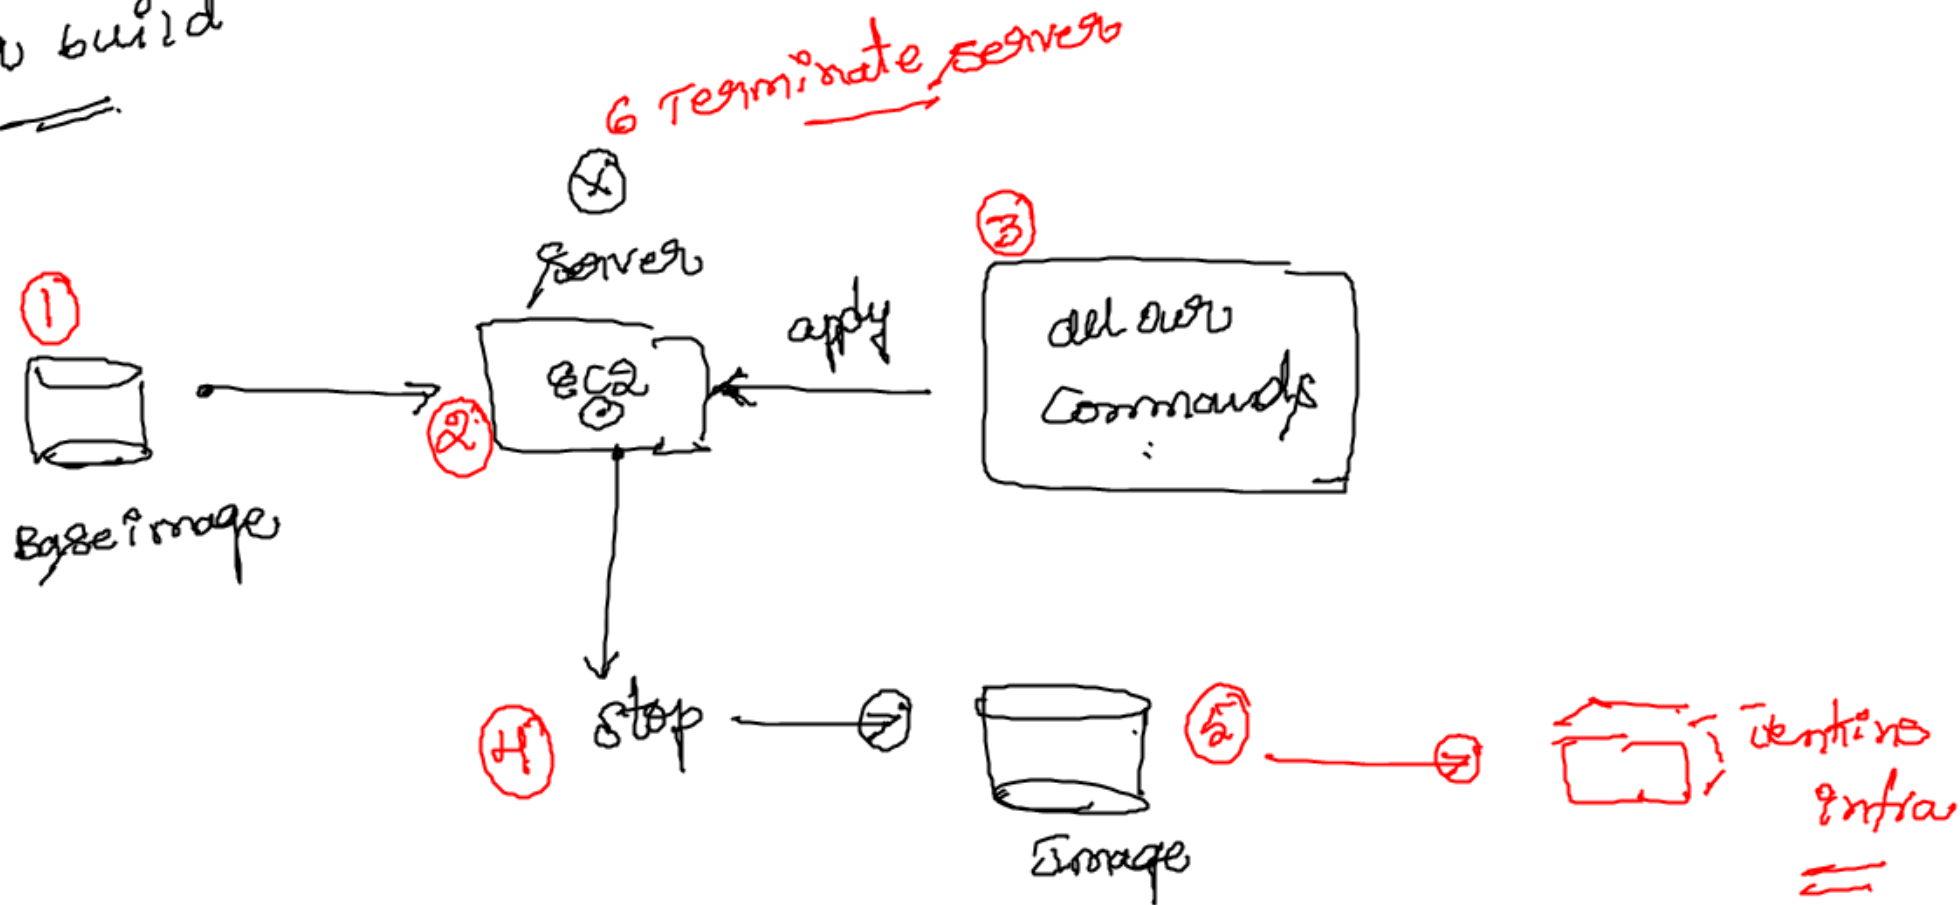 build
6 Terminate server
server
3
1
apply
all our
EC2
commands
2
Base image
stop
5
Jenkins
4
infra
Image